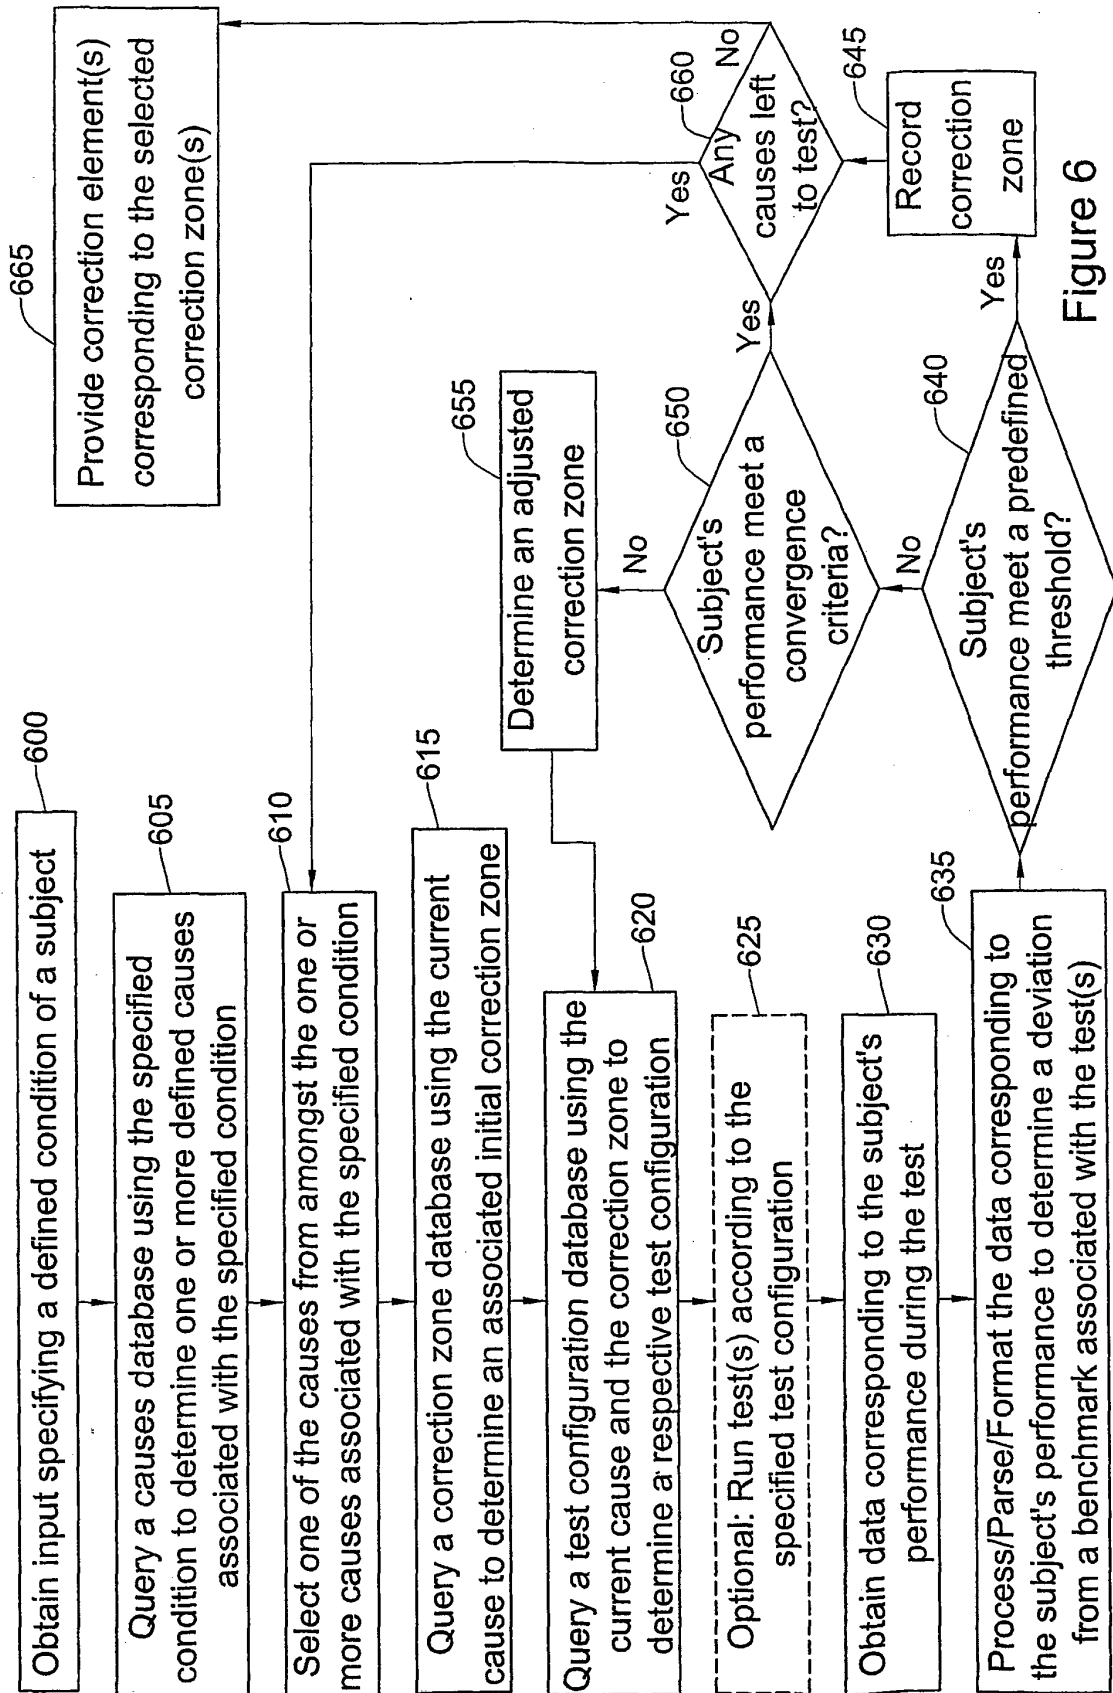 600
Obtain input specifying a defined condition of a subject
605
Query a causes database using the specified
condition to determine one or more defined causes
associated with the specified condition
610
Select one of the causes from amongst the one or
more causes associated with the specified condition
615
Query a correction zone database using the current
cause to determine an associated initial correction zone
620
Query a test configuration database using the
current cause and the correction zone to
determine a respective test configuration
625
Optional: Run test(s) according to the
specified test configuration
630
Obtain data corresponding to the subject's
performance during the test
635
Process/Parse/Format the data corresponding to
the subject's performance to determine a deviation
from a benchmark associated with the test(s)
640
Subject's
performance meet a predefined
threshold?
No
Yes
645
Record
correction
zone
650
Subject's
performance meet a
convergence
criteria?
No
Yes
655
Determine an adjusted
correction zone
660
Any
causes left
to test?
Yes
No
665
Provide correction element(s)
corresponding to the selected
correction zone(s)
Figure 6